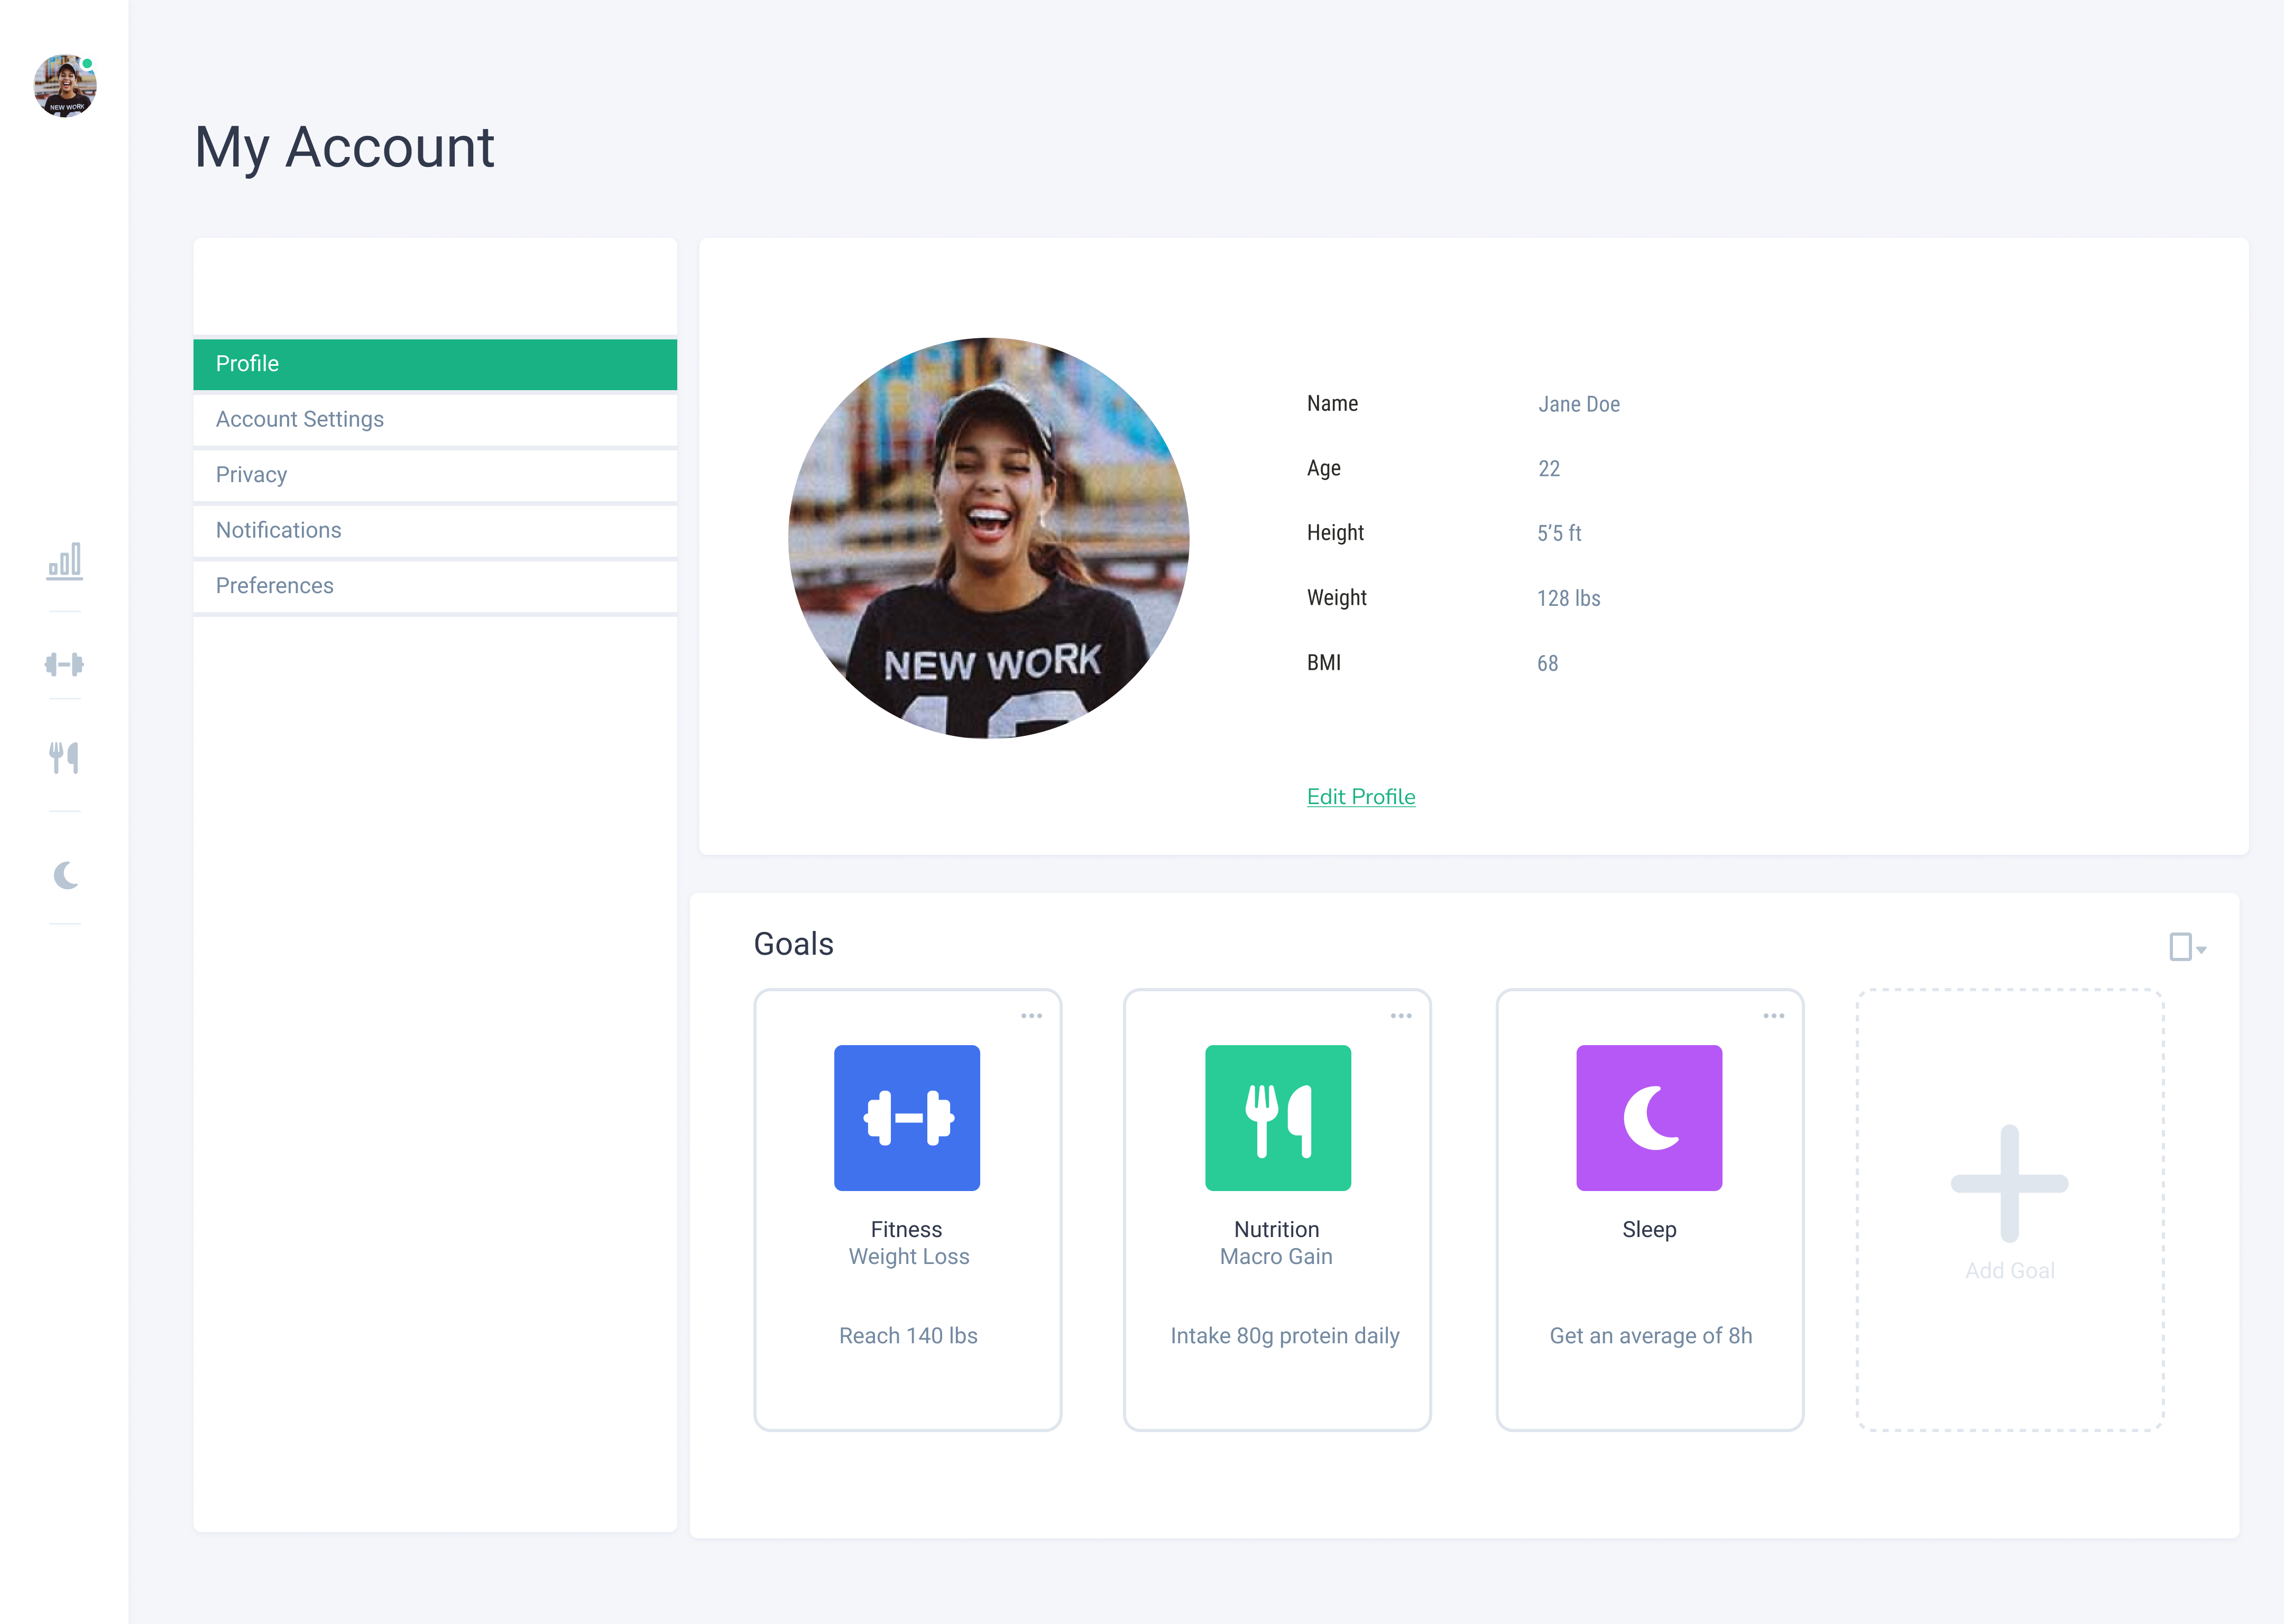 NEW WORK
My Account
Profile
Account Settings
Privacy
Notifications
Preferences
NEW WORK
Name Jane Doe
Age 22
Height 5’5 ft
Weight 128 lbs
BMI 68
Edit Profile
Goals
Fitness
Weight Loss
Reach 140 lbs
Nutrition
Macro Gain
Intake 80g protein daily
Sleep
Get an average of 8h
Add Goal